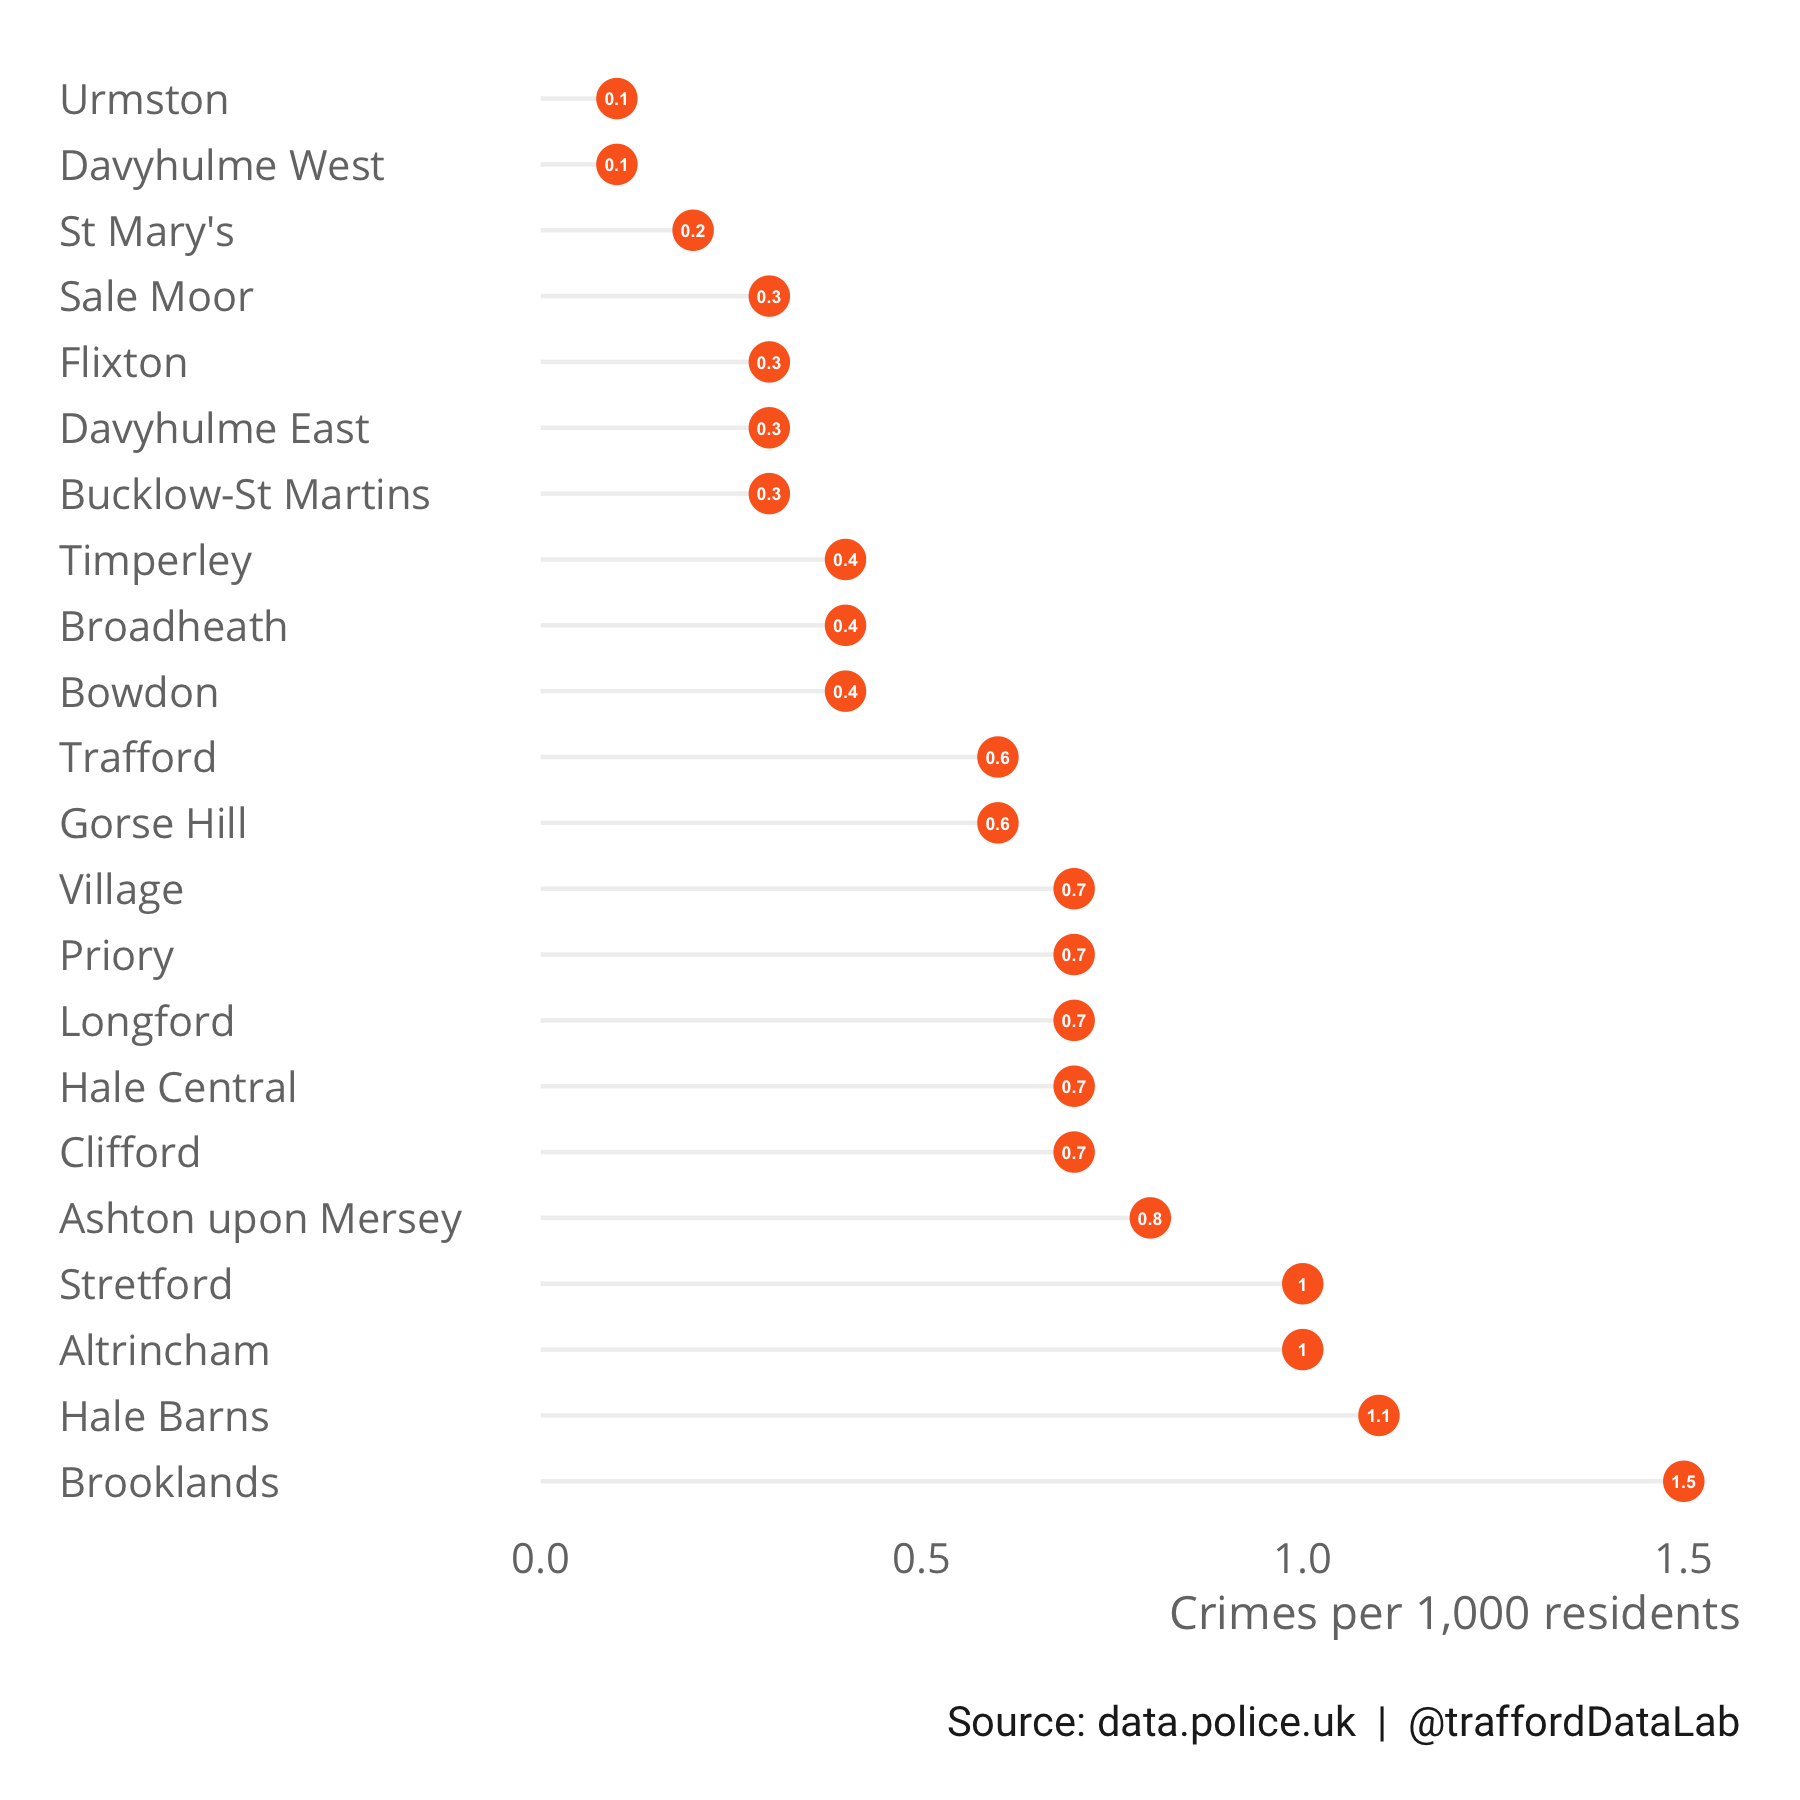 Urmston 0.1
Davyhulme West 0.1
St Mary's 0.2
Sale Moor 0.3
Flixton 0.3
Davyhulme East 0.3
Bucklow-St Martins 0.3
Timperley 0.4
Broadheath 0.4
Bowdon 0.4
Trafford 0.6
Gorse Hill 0.6
Village 0.7
Priory 0.7
Longford 0.7
Hale Central 0.7
Clifford 0.7
Ashton upon Mersey 0.8
Stretford 1
Altrincham 1
Hale Barns 1.1
Brooklands 1.5
0.0 0.5 1.0 1.5
Crimes per 1,000 residents
Source: data.police.uk | @traffordDataLab